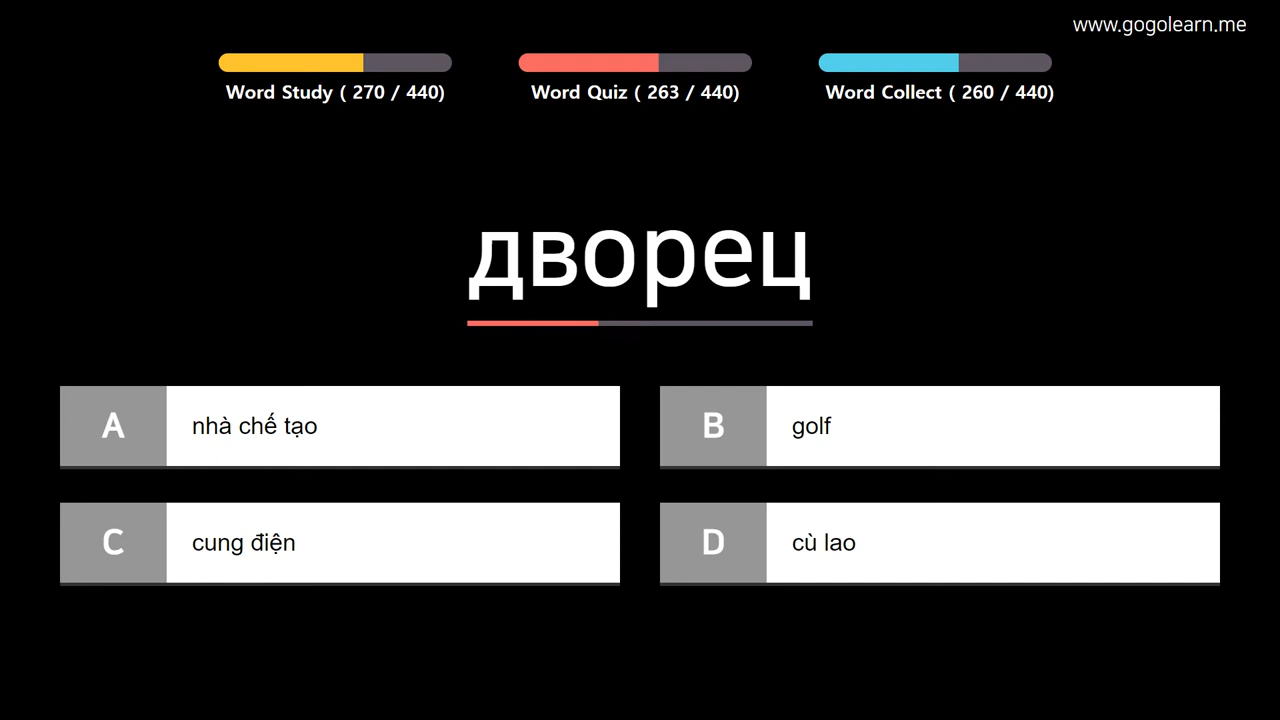 www.gogolearn.me
Word Study ( 270 / 440)
Word Quiz ( 263 / 440)
Word Collect ( 260 / 440)
дворец
A nhà chế tạo
B golf
C cung điện
D cù lao